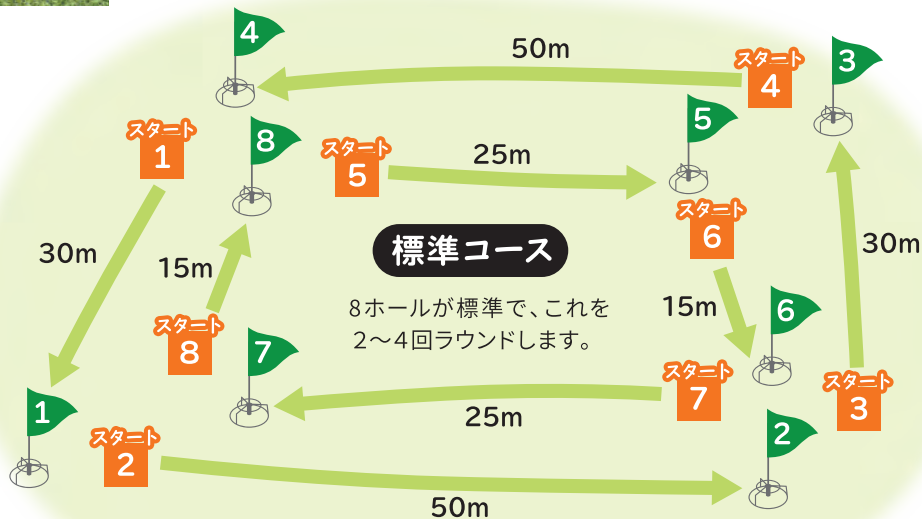 4
50m
スタート
4
3
スタート
1
8
スタート
5
25m
5
スタート
6
30m
15m
標準コース
30m
8ホールが標準で、これを
2〜4回ラウンドします。
15m
6
スタート
8
7
スタート
7
スタート
3
25m
1
スタート
2
2
50m